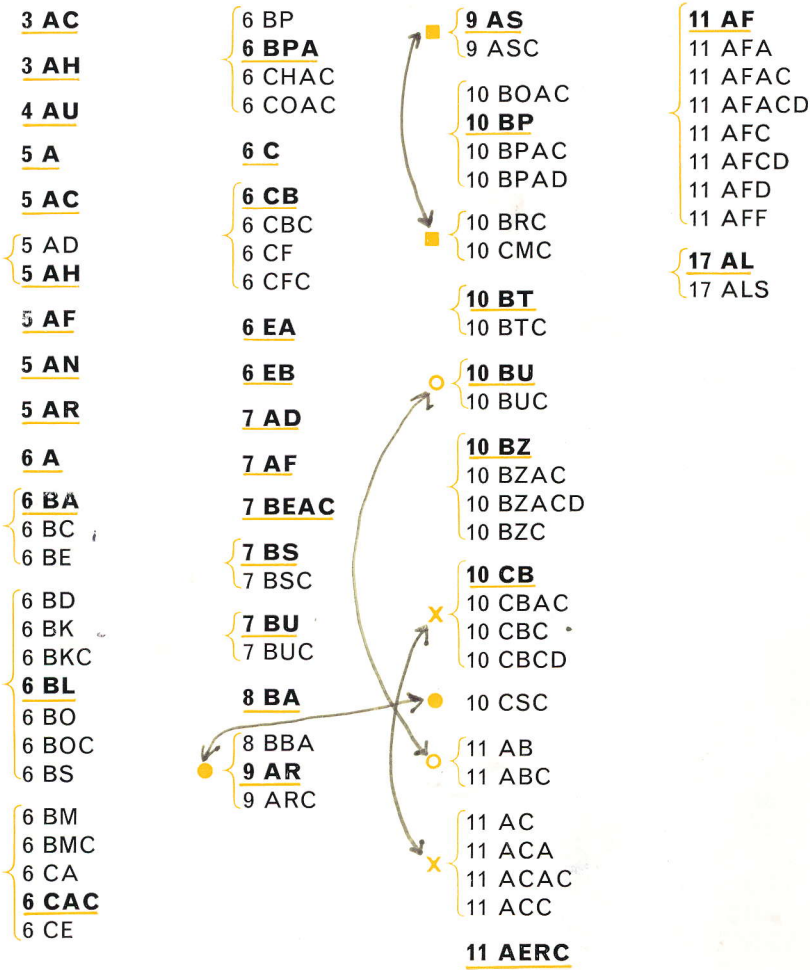 3 AC
3 AH
4 AU
5 A
5 AC
5 AD
5 AH
5 AF
5 AN
5 AR
6 A
6 BA
6 BC
6 BE
6 BD
6 BK
6 BKC
6 BL
6 BO
6 BOC
6 BS
6 BM
6 BMC
6 CA
6 CAC
6 CE
6 BP
6 BPA
6 CHAC
6 COAC
6 C
6 CB
6 CBC
6 CF
6 CFC
6 EA
6 EB
7 AD
7 AF
7 BEAC
7 BS
7 BSC
7 BU
7 BUC
8 BA
8 BBA
9 AR
9 ARC
9 AS
9 ASC
10 BOAC
10 BP
10 BPAC
10 BPAD
10 BRC
10 CMC
10 BT
10 BTC
10 BU
10 BUC
10 BZ
10 BZAC
10 BZACD
10 BZC
10 CB
10 CBAC
10 CBC
10 CBCD
10 CSC
11 AB
11 ABC
11 AC
11 ACA
11 ACAC
11 ACC
11 AERC
11 AF
11 AFA
11 AFAC
11 AFACD
11 AFC
11 AFCD
11 AFD
11 AFF
17 AL
17 ALS